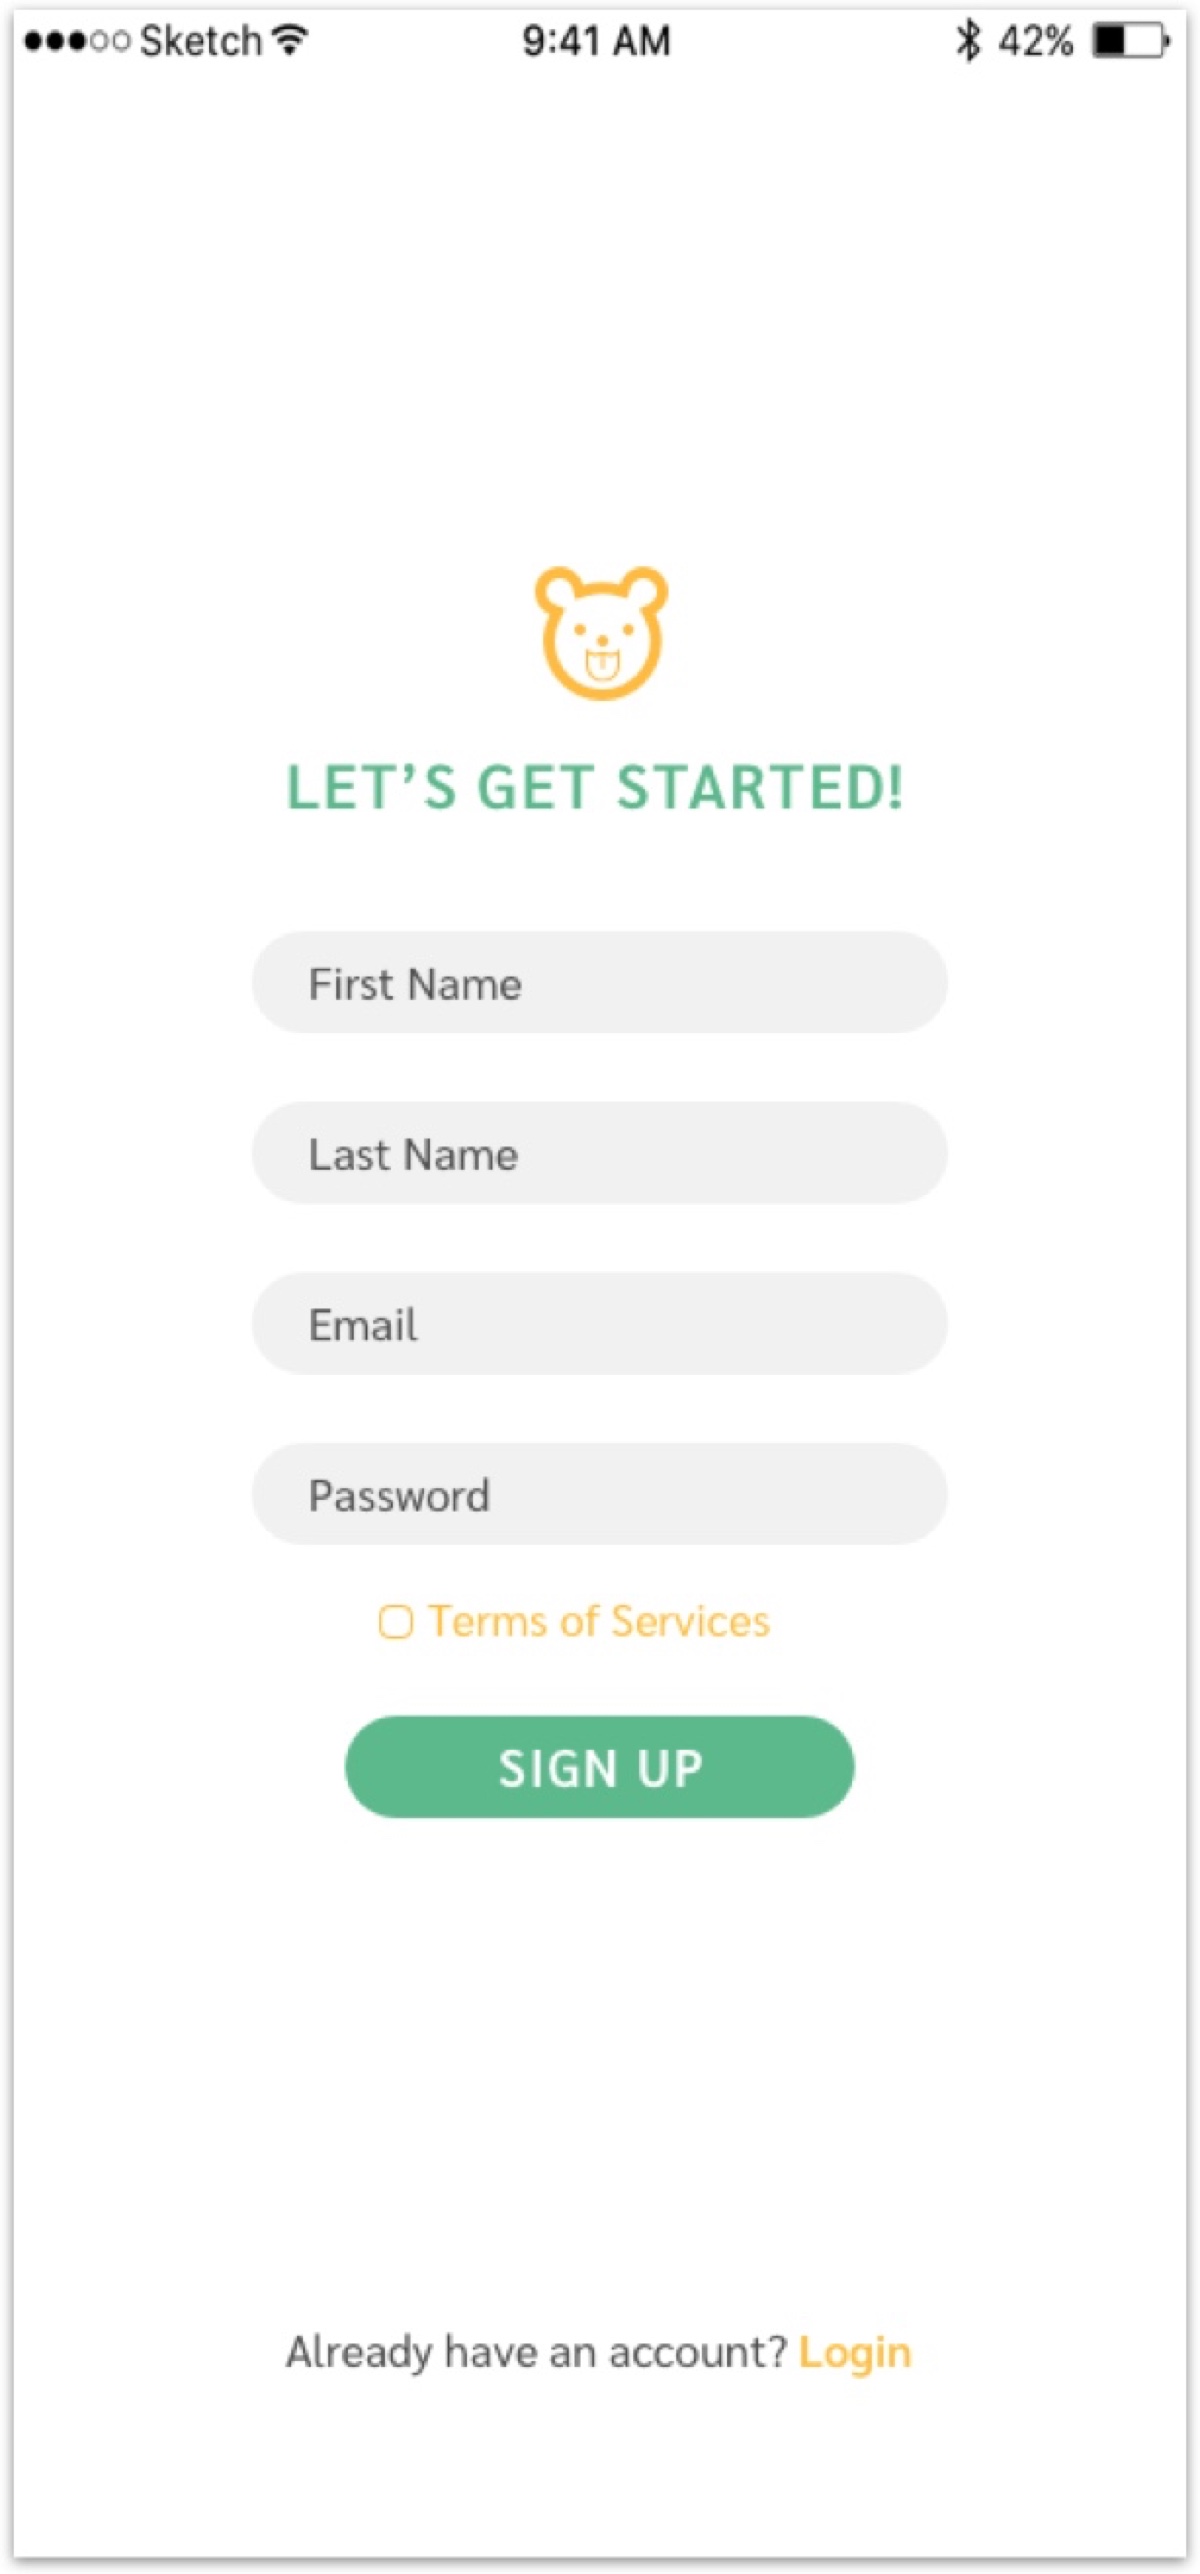 Sketch 9:41 AM 42%
LET’S GET STARTED!
First Name
Last Name
Email
Password
Terms of Services
SIGN UP
Already have an account? Login